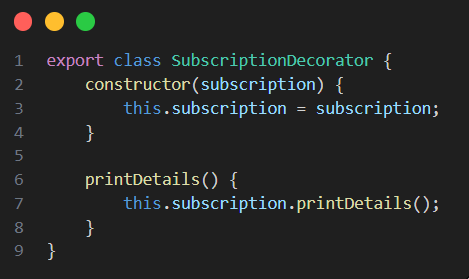 1 export class SubscriptionDecorator {
2 constructor(subscription) {
3 this.subscription = subscription;
4 }
5
6 printDetails() {
7 this.subscription.printDetails();
8 }
9 }